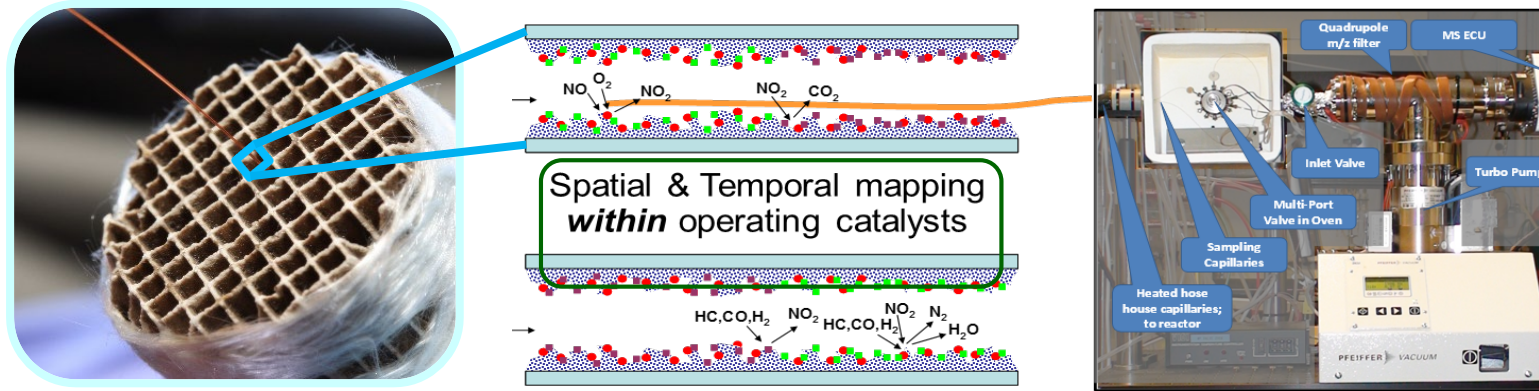 NO
O2
NO2
NO2
CO2
Spatial & Temporal mapping
within operating catalysts
HC,CO,H2
NO2
HC,CO,H2
NO2
N2
H2O
Quadrupole
m/z filter
MS ECU
Inlet Valve
Turbo Pump
Multi-Port
Valve in Oven
Sampling
Capillaries
Heated hose
house capillaries;
to reactor
PFEIFFER VACUUM